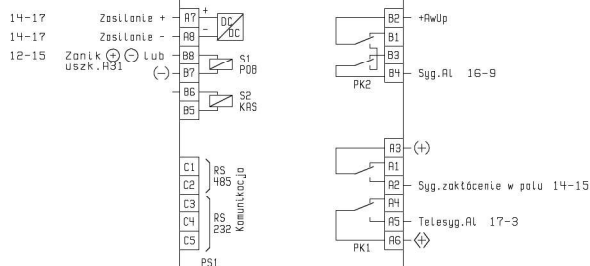 14-17 Zasilanie + A7 + DC
14-17 Zasilanie - A8 - DC
12-15 Zanik (+) (-) lub B8 S1
uszk.A31 (-) B7 POB
B6 S2
B5 KAS
C1 RS
C2 485
C3
C4 RS
C5 232
Komunikacja
PS1
B2 +AwUp
B1
B3
B4 Syg.Al 16-9
PK2
A3 (+)
A1
A2 Syg.zakłócenie w polu 14-15
A4
A5 Telesyg.Al 17-3
A6 (+)
PK1